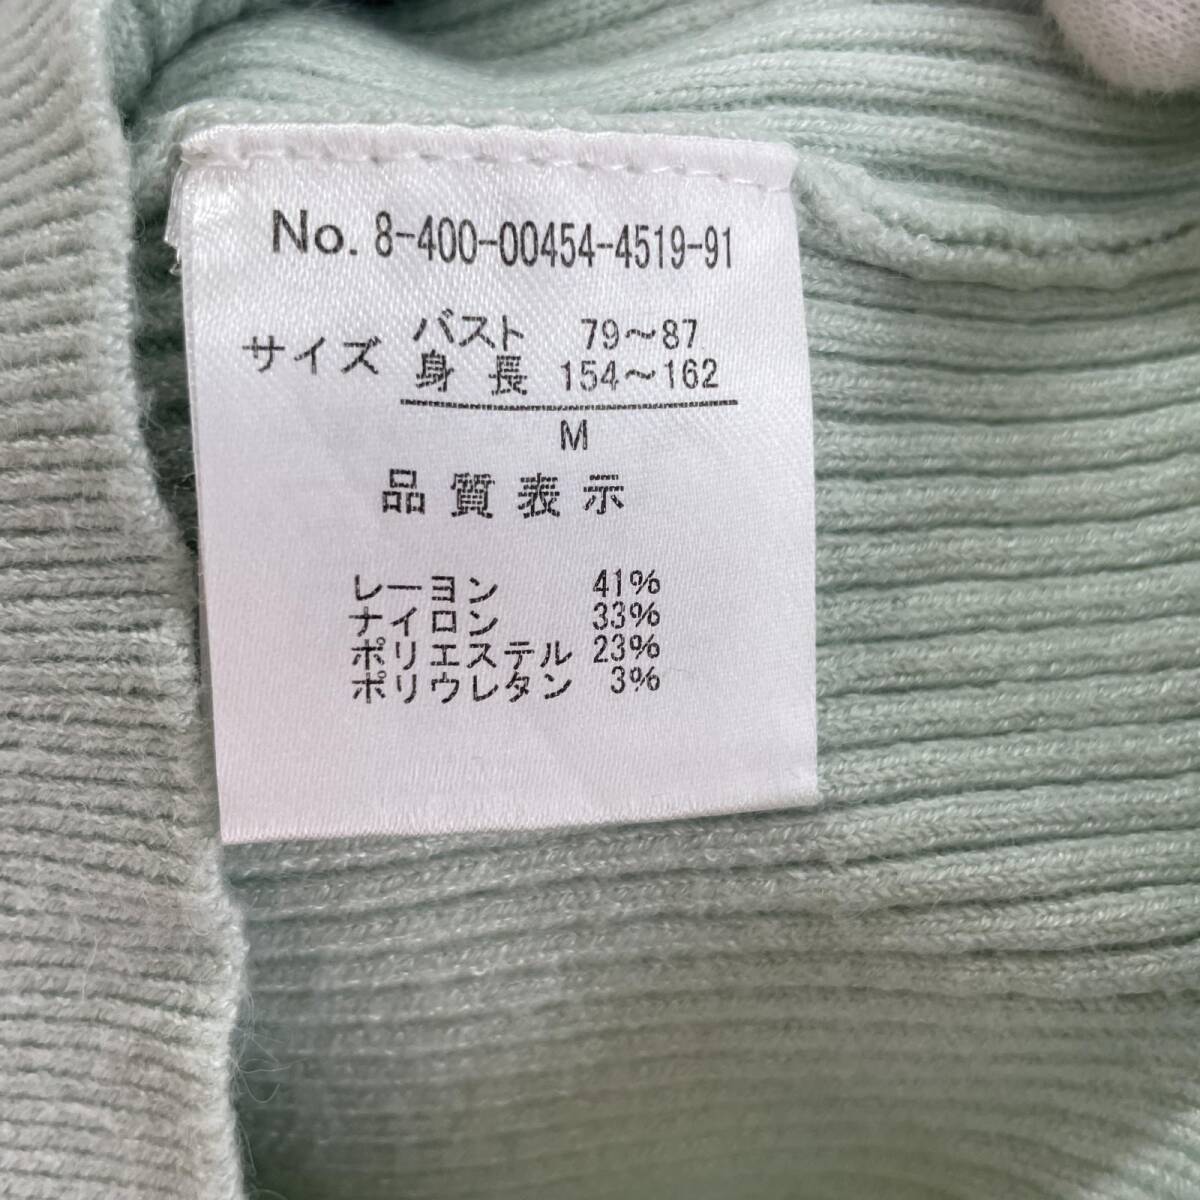 No. 8-400-00454-4519-91
サイズ バスト 79～87
身長 154～162
M
品質表示
レーヨン 41%
ナイロン 33%
ポリエステル 23%
ポリウレタン 3%